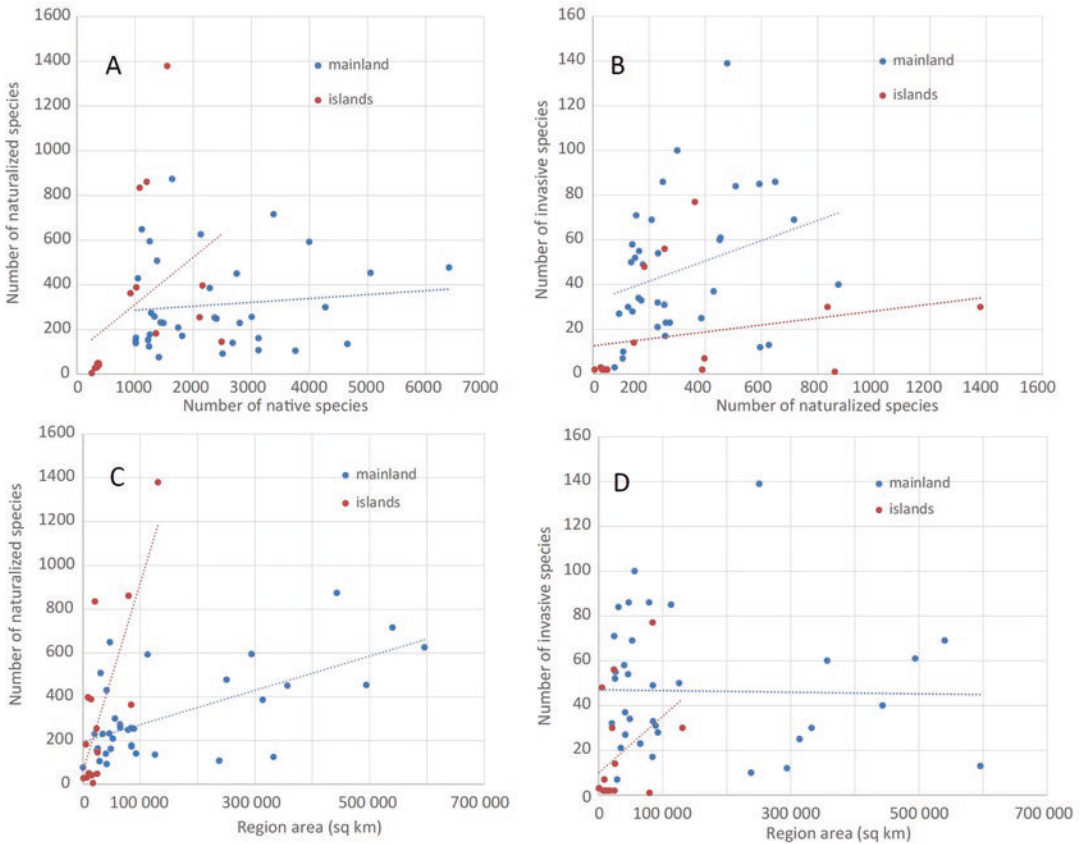 A
mainland
islands
Number of naturalized species
1600
1400
1200
1000
800
600
400
200
0
0 1000 2000 3000 4000 5000 6000 7000
Number of native species
B
mainland
islands
Number of invasive species
160
140
120
100
80
60
40
20
0
0 200 400 600 800 1000 1200 1400 1600
Number of naturalized species
C
mainland
islands
Number of naturalized species
1600
1400
1200
1000
800
600
400
200
0
0 100 000 300 000 500 000 700 000
Region area (sq km)
D
mainland
islands
Number of invasive species
160
140
120
100
80
60
40
20
0
0 100 000 300 000 500 000 700 000
Region area (sq km)